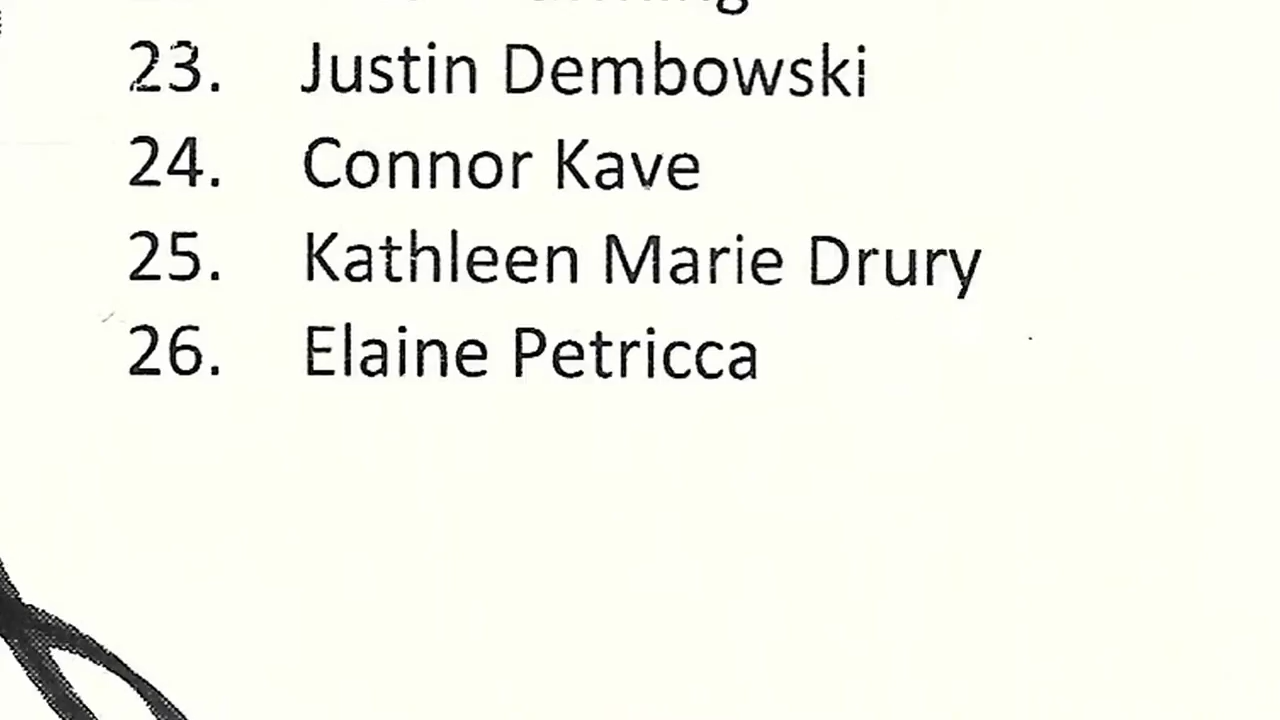 23. Justin Dembowski
24. Connor Kave
25. Kathleen Marie Drury
26. Elaine Petricca